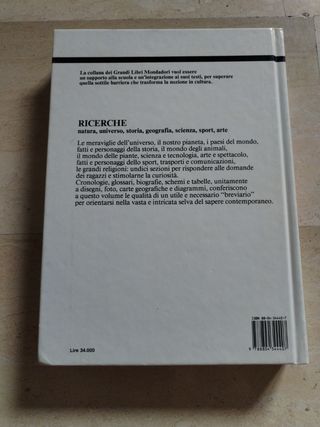 La collana dei Grandi Libri Mondadori vuol essere
un supporto alla scuola e un'integrazione ai suoi testi, per superare
quella sottile barriera che trasforma la nozione in cultura.
RICERCHE
natura, universo, storia, geografia, scienza, sport, arte
Le meraviglie dell'universo, il nostro pianeta, i paesi del mondo,
fatti e personaggi della storia, il mondo degli animali,
il mondo delle piante, scienza e tecnologia, arte e spettacolo,
fatti e personaggi dello sport, trasporti e comunicazioni,
le grandi religioni: undici sezioni per rispondere alle domande
dei ragazzi e stimolarne la curiosità.
Cronologie, glossari, biografie, schemi e tabelle, unitamente
a disegni, foto, carte geografiche e diagrammi, conferiscono
a questo volume le qualità di un utile e necessario "breviario"
per orientarsi nella vasta e intricata selva del sapere contemporaneo.
Lire 34.000